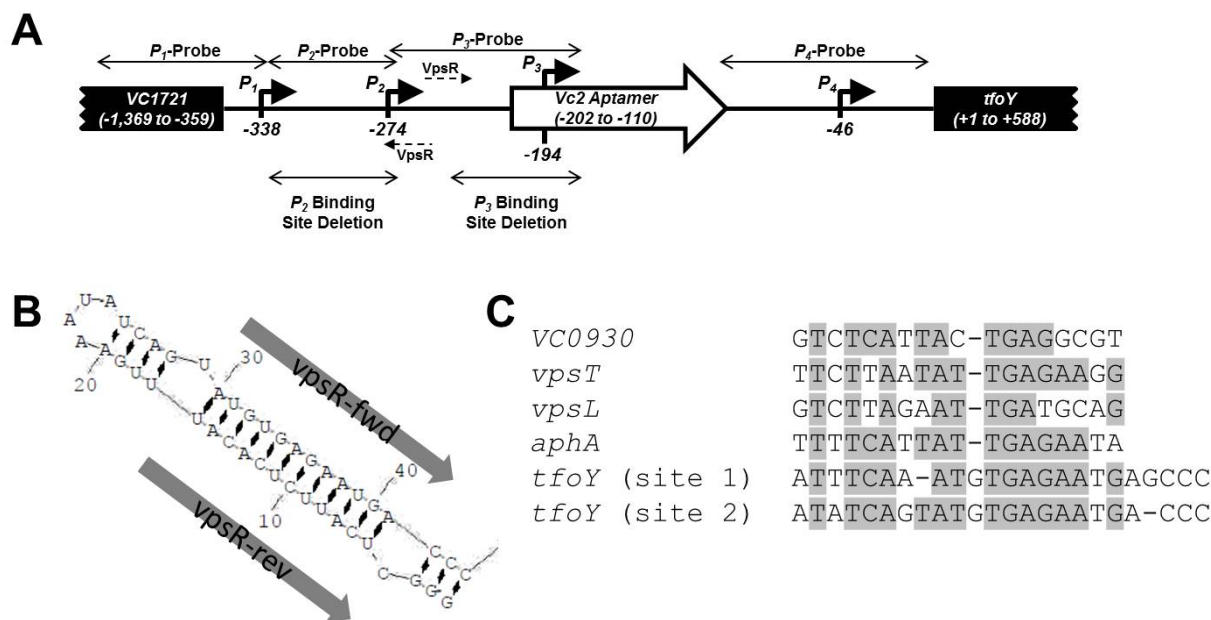 A
P1-Probe
P2-Probe
P3-Probe
P4-Probe
VpsR
P1
P2
P3
P4
VC1721
(-1,369 to -359)
Vc2 Aptamer
(-202 to -110)
tfoY
(+1 to +588)
-338
-274
-194
-46
VpsR
P2 Binding
Site Deletion
P3 Binding
Site Deletion
B
20
30
40
10
vpsR-fwd
vpsR-rev
C
VC0930 GTCTCATTAC-TGAGGCGT
vpsT TTCTTAATAT-TGAGAAGG
vpsL GTCTTAGAAT-TGATGCAG
aphA TTTTCATTAT-TGAGAATA
tfoY (site 1) ATTTCAA-ATGTGAGAATGAGCCC
tfoY (site 2) ATATCAGTATGTGAGAATGA-CCC